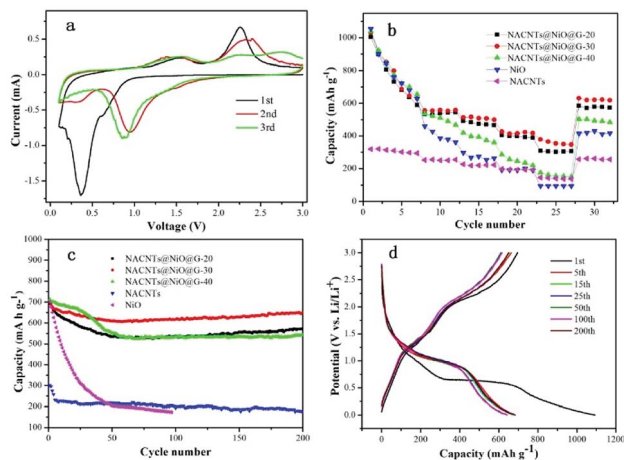 a
Current (mA)
1.0
0.5
0.0
-0.5
-1.0
-1.5
1st
2nd
3rd
0.0 0.5 1.0 1.5 2.0 2.5 3.0
Voltage (V)
b
Capacity (mAh g⁻¹)
1000
800
600
400
200
0
NACNTs@NiO@G-20
NACNTs@NiO@G-30
NACNTs@NiO@G-40
NiO
NACNTs
0 5 10 15 20 25 30
Cycle number
c
Capacity (mA h g⁻¹)
900
800
700
600
500
400
300
200
100
NACNTs@NiO@G-20
NACNTs@NiO@G-30
NACNTs@NiO@G-40
NACNTs
NiO
0 50 100 150 200
Cycle number
d
Potential (V vs. Li/Li⁺)
3.0
2.5
2.0
1.5
1.0
0.5
0.0
1st
5th
15th
25th
50th
100th
200th
0 200 400 600 800 1000 1200
Capacity (mAh g⁻¹)